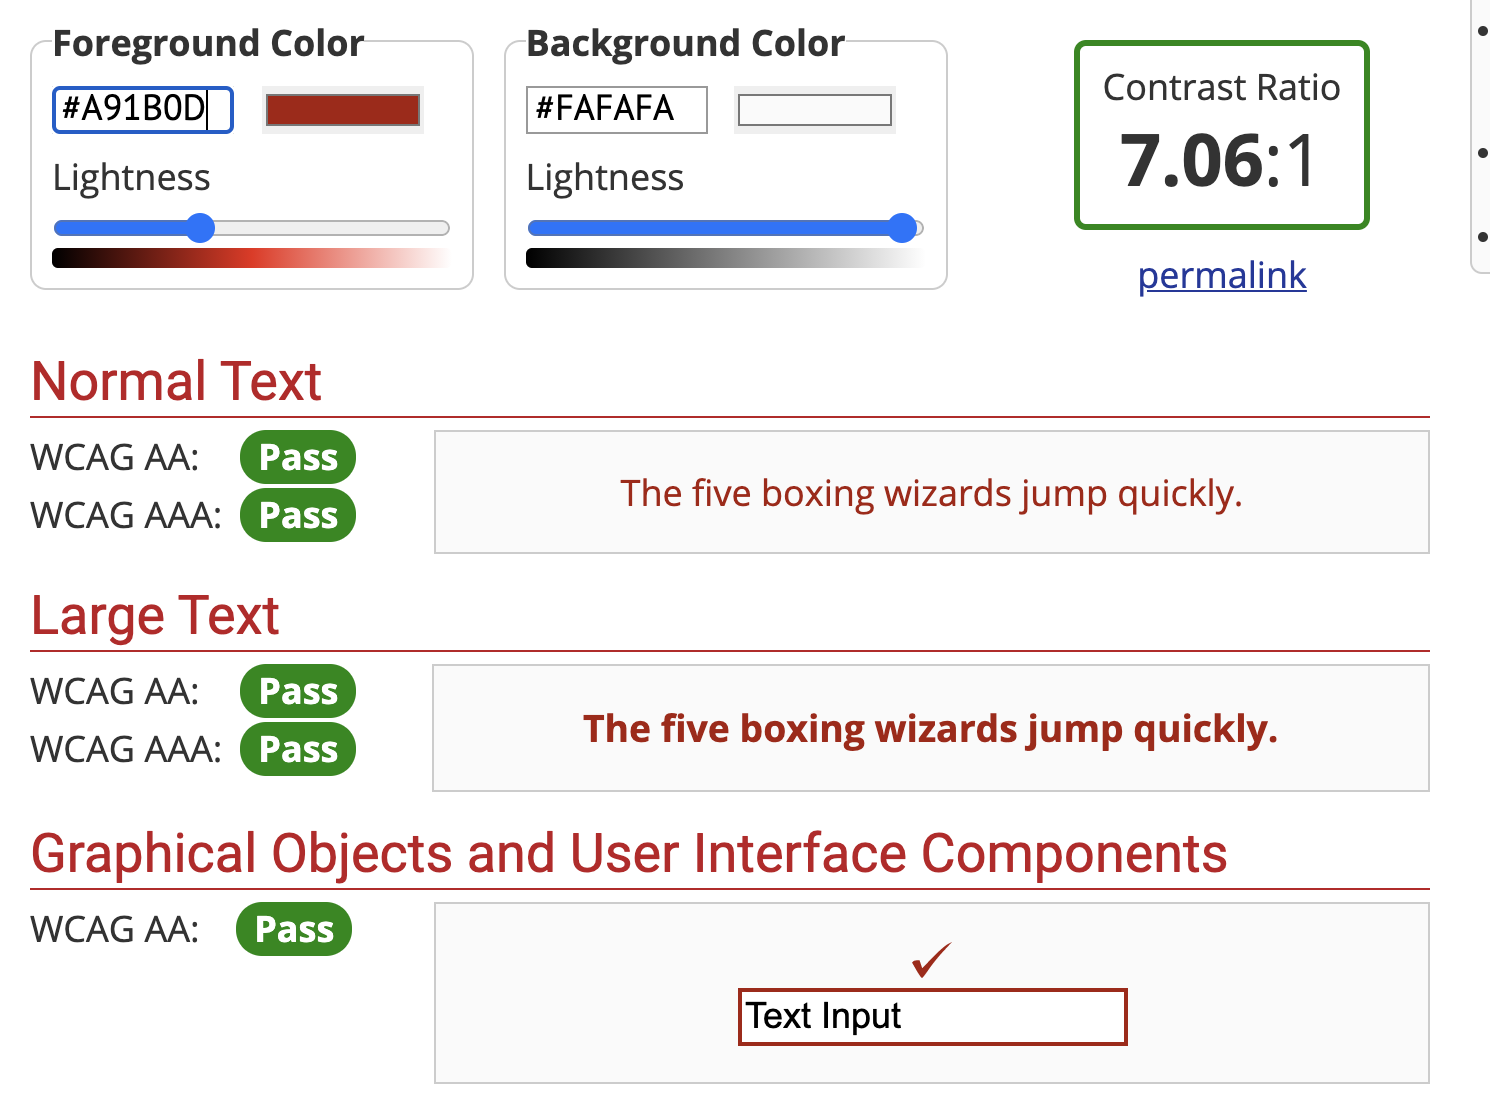 Foreground Color
#A91B0D
Lightness
Background Color
#FAFAFA
Lightness
Contrast Ratio
7.06:1
permalink
Normal Text
WCAG AA: Pass
WCAG AAA: Pass
The five boxing wizards jump quickly.
Large Text
WCAG AA: Pass
WCAG AAA: Pass
The five boxing wizards jump quickly.
Graphical Objects and User Interface Components
WCAG AA: Pass
Text Input